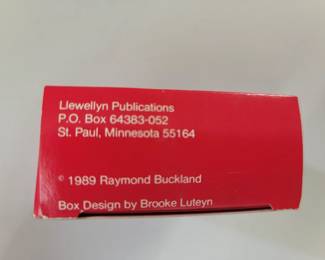 Llewellyn Publications
P.O. Box 64383-052
St. Paul, Minnesota 55164
© 1989 Raymond Buckland
Box Design by Brooke Luteyn